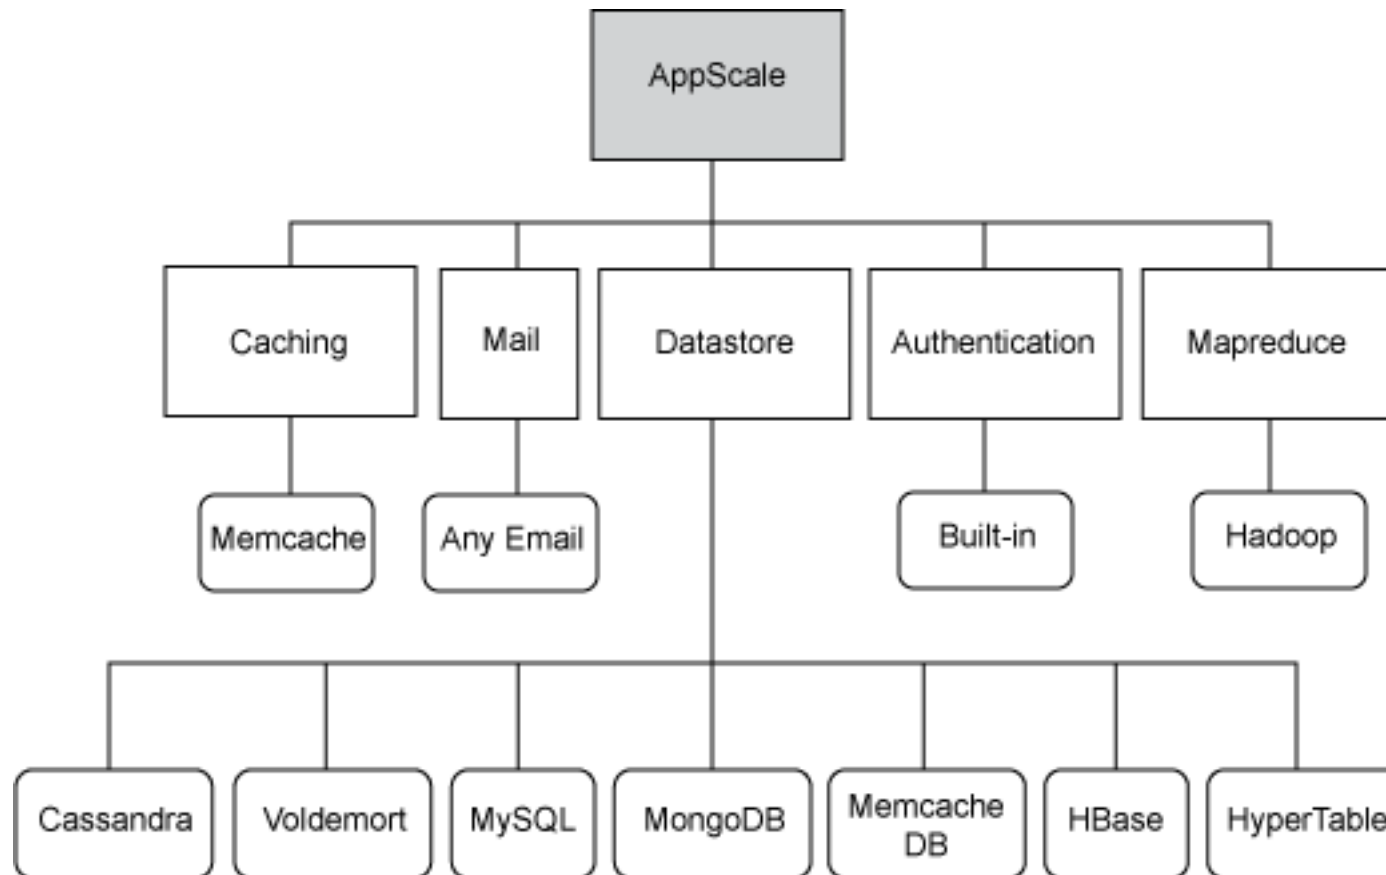 AppScale
Caching
Mail
Datastore
Authentication
Mapreduce
Memcache
Any Email
Built-in
Hadoop
Cassandra
Voldemort
MySQL
MongoDB
Memcache
DB
HBase
HyperTable